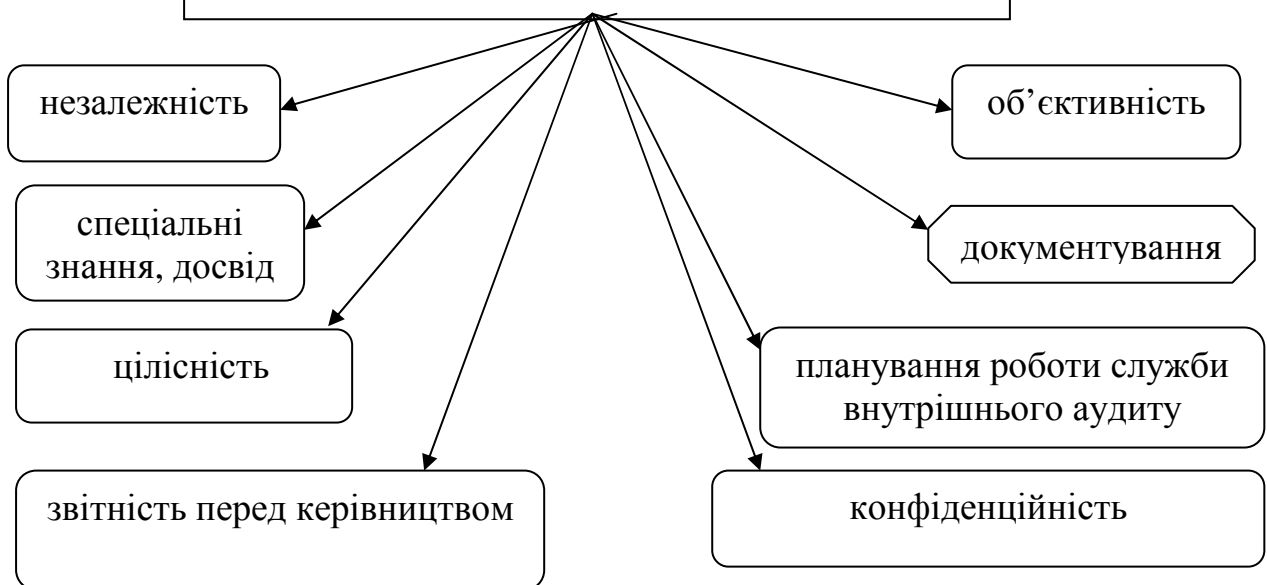 незалежність
об’єктивність
спеціальні
знання, досвід
документування
цілісність
планування роботи служби
внутрішнього аудиту
звітність перед керівництвом
конфіденційність